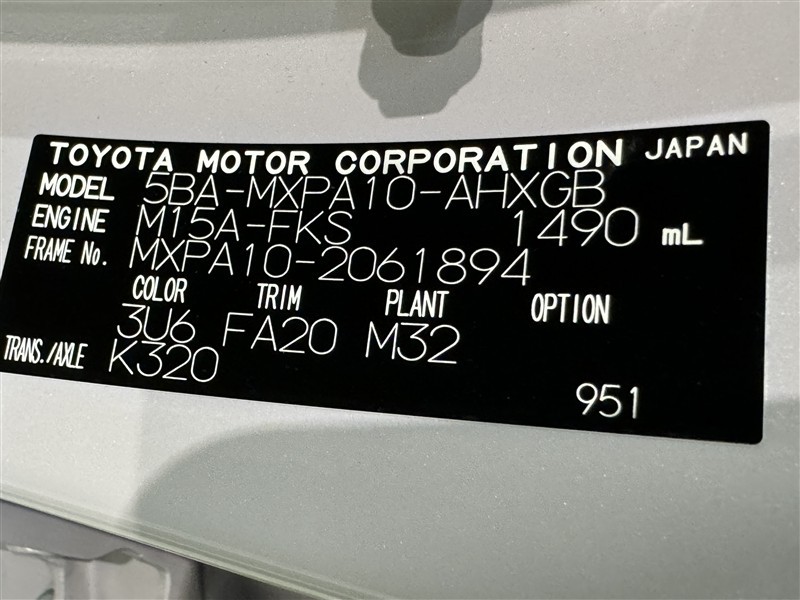 TOYOTA MOTOR CORPORATION JAPAN
MODEL 5BA-MXPA10-AHXGB
ENGINE M15A-FKS 1490 mL
FRAME No. MXPA10-2061894
COLOR TRIM PLANT OPTION
3U6 FA20 M32
TRANS./AXLE K320
951